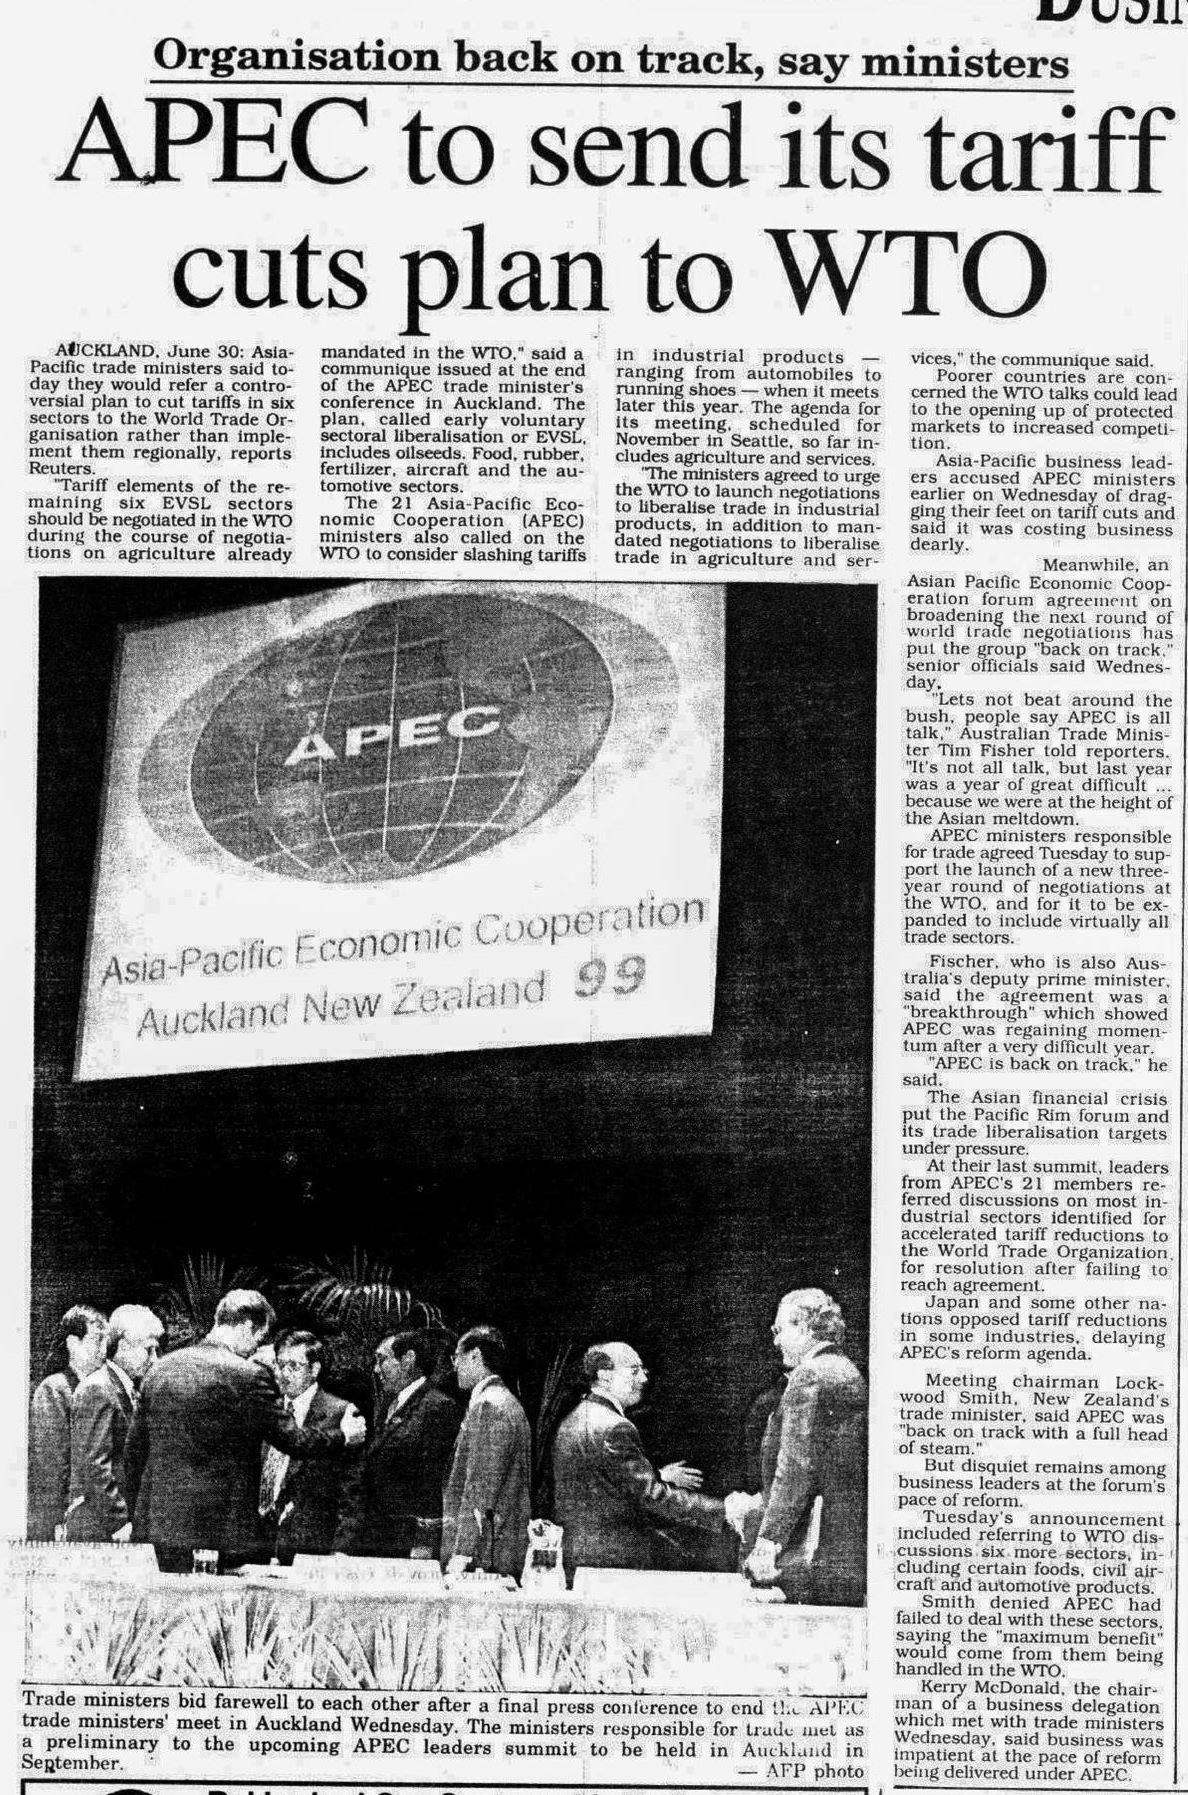 Organisation back on track, say ministers
APEC to send its tariff
cuts plan to WTO
AUCKLAND, June 30: Asia-
Pacific trade ministers said to-
day they would refer a contro-
versial plan to cut tariffs in six
sectors to the World Trade Or-
ganisation rather than imple-
ment them regionally, reports
Reuters.
"Tariff elements of the re-
maining six EVSL sectors
should be negotiated in the WTO
during the course of negotia-
tions on agriculture already
mandated in the WTO," said a
communique issued at the end
of the APEC trade minister's
conference in Auckland. The
plan, called early voluntary
sectoral liberalisation or EVSL,
includes oilseeds. Food, rubber,
fertilizer, aircraft and the au-
tomotive sectors.
The 21 Asia-Pacific Eco-
nomic Cooperation (APEC)
ministers also called on the
WTO to consider slashing tariffs
in industrial products —
ranging from automobiles to
running shoes — when it meets
later this year. The agenda for
its meeting, scheduled for
November in Seattle, so far in-
cludes agriculture and services.
"The ministers agreed to urge
the WTO to launch negotiations
to liberalise trade in industrial
products, in addition to man-
dated negotiations to liberalise
trade in agriculture and ser-
vices," the communique said.
Poorer countries are con-
cerned the WTO talks could lead
to the opening up of protected
markets to increased competi-
tion.
Asia-Pacific business lead-
ers accused APEC ministers
earlier on Wednesday of drag-
ging their feet on tariff cuts and
said it was costing business
dearly.
Meanwhile, an
Asian Pacific Economic Coop-
eration forum agreement on
broadening the next round of
world trade negotiations has
put the group "back on track,"
senior officials said Wednes-
day.
"Lets not beat around the
bush, people say APEC is all
talk," Australian Trade Minis-
ter Tim Fisher told reporters.
"It's not all talk, but last year
was a year of great difficult ...
because we were at the height of
the Asian meltdown.
APEC ministers responsible
for trade agreed Tuesday to sup-
port the launch of a new three-
year round of negotiations at
the WTO, and for it to be ex-
panded to include virtually all
trade sectors.
Fischer, who is also Aus-
tralia's deputy prime minister,
said the agreement was a
"breakthrough" which showed
APEC was regaining momen-
tum after a very difficult year.
"APEC is back on track," he
said.
The Asian financial crisis
put the Pacific Rim forum and
its trade liberalisation targets
under pressure.
At their last summit, leaders
from APEC's 21 members re-
ferred discussions on most in-
dustrial sectors identified for
accelerated tariff reductions to
the World Trade Organization,
for resolution after failing to
reach agreement.
Japan and some other na-
tions opposed tariff reductions
in some industries, delaying
APEC's reform agenda.
Meeting chairman Lock-
wood Smith, New Zealand's
trade minister, said APEC was
"back on track with a full head
of steam."
But disquiet remains among
business leaders at the forum's
pace of reform.
Tuesday's announcement
included referring to WTO dis-
cussions six more sectors, in-
cluding certain foods, civil air-
craft and automotive products.
Smith denied APEC had
failed to deal with these sectors,
saying the "maximum benefit"
would come from them being
handled in the WTO.
Kerry McDonald, the chair-
man of a business delegation
which met with trade ministers
Wednesday, said business was
impatient at the pace of reform
being delivered under APEC.
APEC
Asia-Pacific Economic Cooperation
Auckland New Zealand 99
Trade ministers bid farewell to each other after a final press conference to end the APEC
trade ministers' meet in Auckland Wednesday. The ministers responsible for trade met as
a preliminary to the upcoming APEC leaders summit to be held in Auckland in
September.
— AFP photo